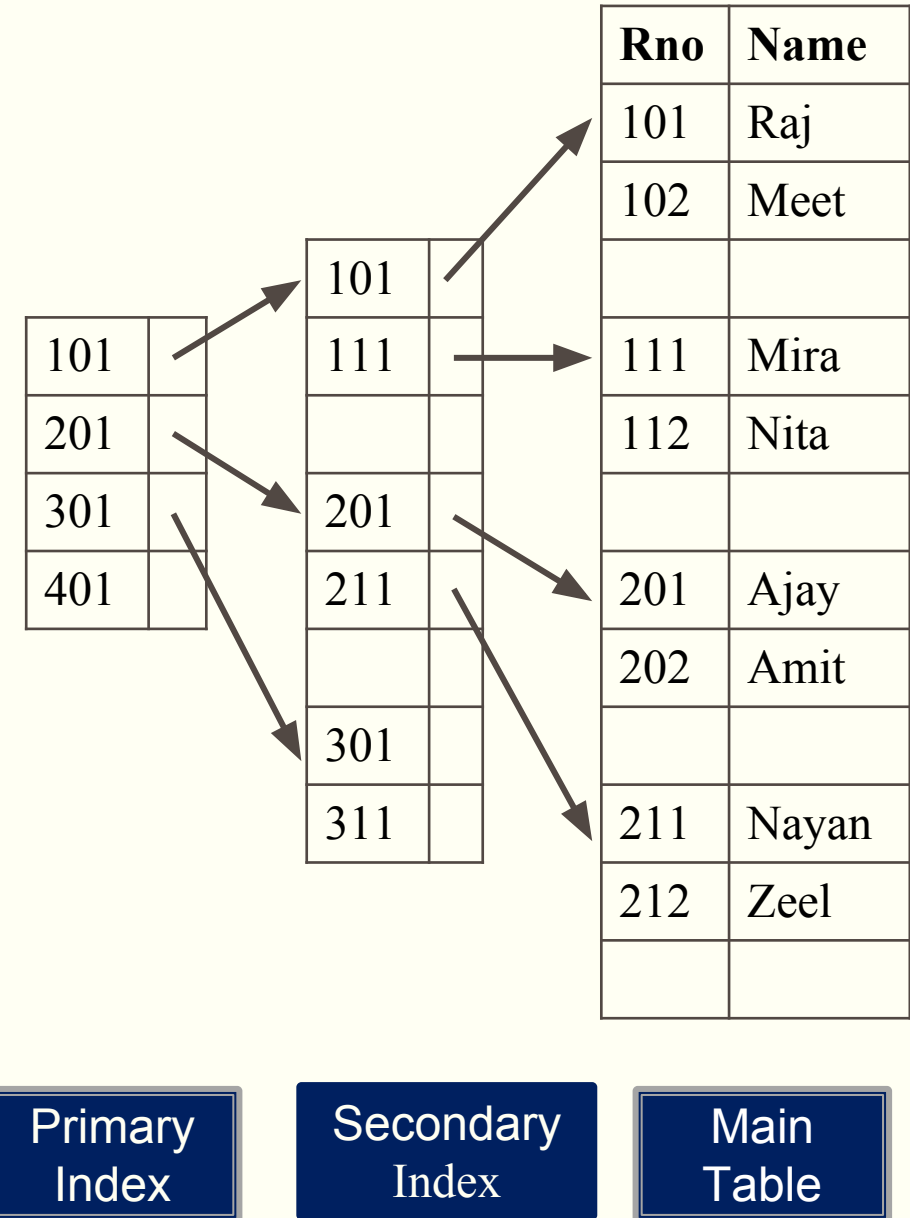 101
201
301
401
101
111
201
211
301
311
Rno Name
101 Raj
102 Meet
111 Mira
112 Nita
201 Ajay
202 Amit
211 Nayan
212 Zeel
Primary
Index
Secondary
Index
Main
Table